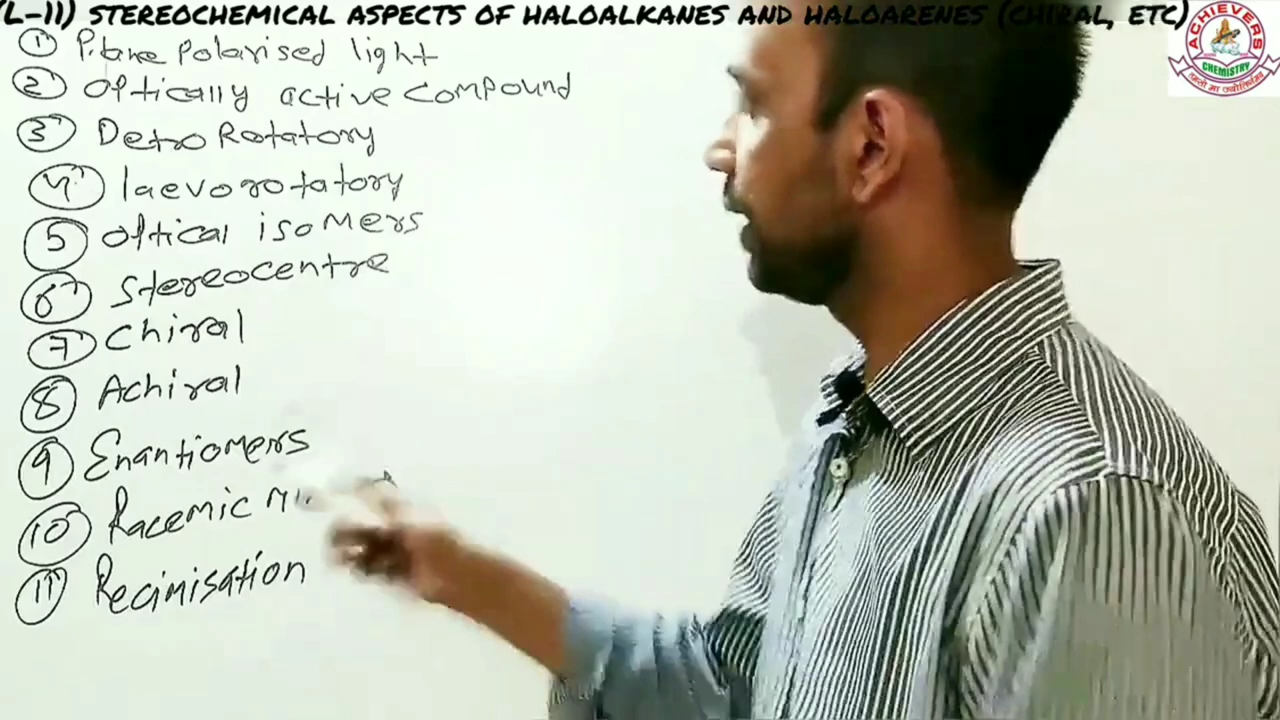 (L-11) STEREOCHEMICAL ASPECTS OF HALOALKANES AND HALOARENES (CHIRAL, ETC)
① Plane Polarised light
② Optically active compound
③ Detro Rotatory
④ laevorotatory
⑤ optical isomers
⑥ Stereocentre
⑦ Chiral
⑧ Achiral
⑨ Enantiomers
⑩ Racemic
⑪ Recimisation
ACHIEVERS
CHEMISTRY